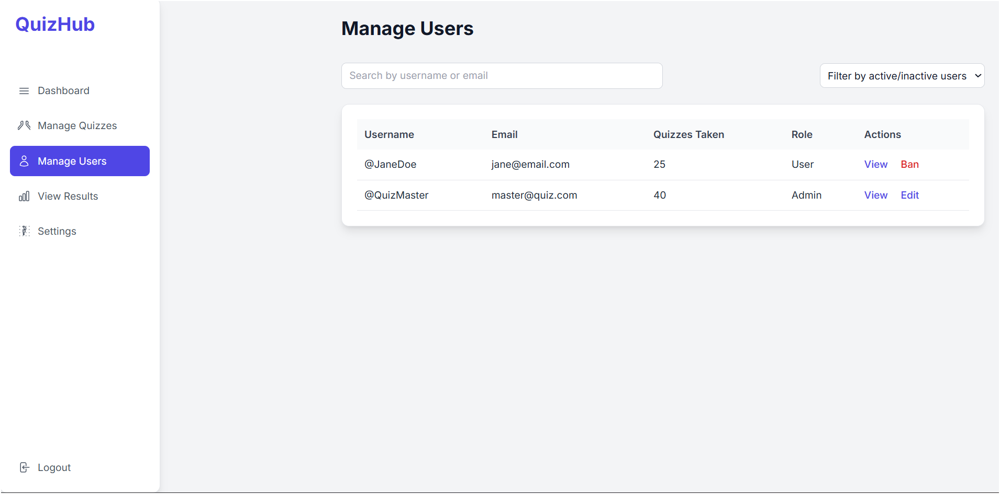 QuizHub
Dashboard
Manage Quizzes
Manage Users
View Results
Settings
Logout
Manage Users
Search by username or email
Filter by active/inactive users
Username Email Quizzes Taken Role Actions
@JaneDoe jane@email.com 25 User View Ban
@QuizMaster master@quiz.com 40 Admin View Edit